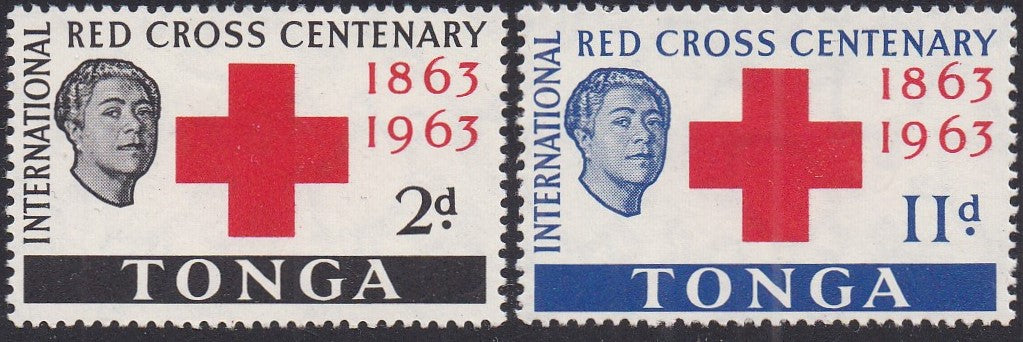 INTERNATIONAL
RED CROSS CENTENARY
1863
1963
2d.
TONGA
INTERNATIONAL
RED CROSS CENTENARY
1863
1963
11d.
TONGA